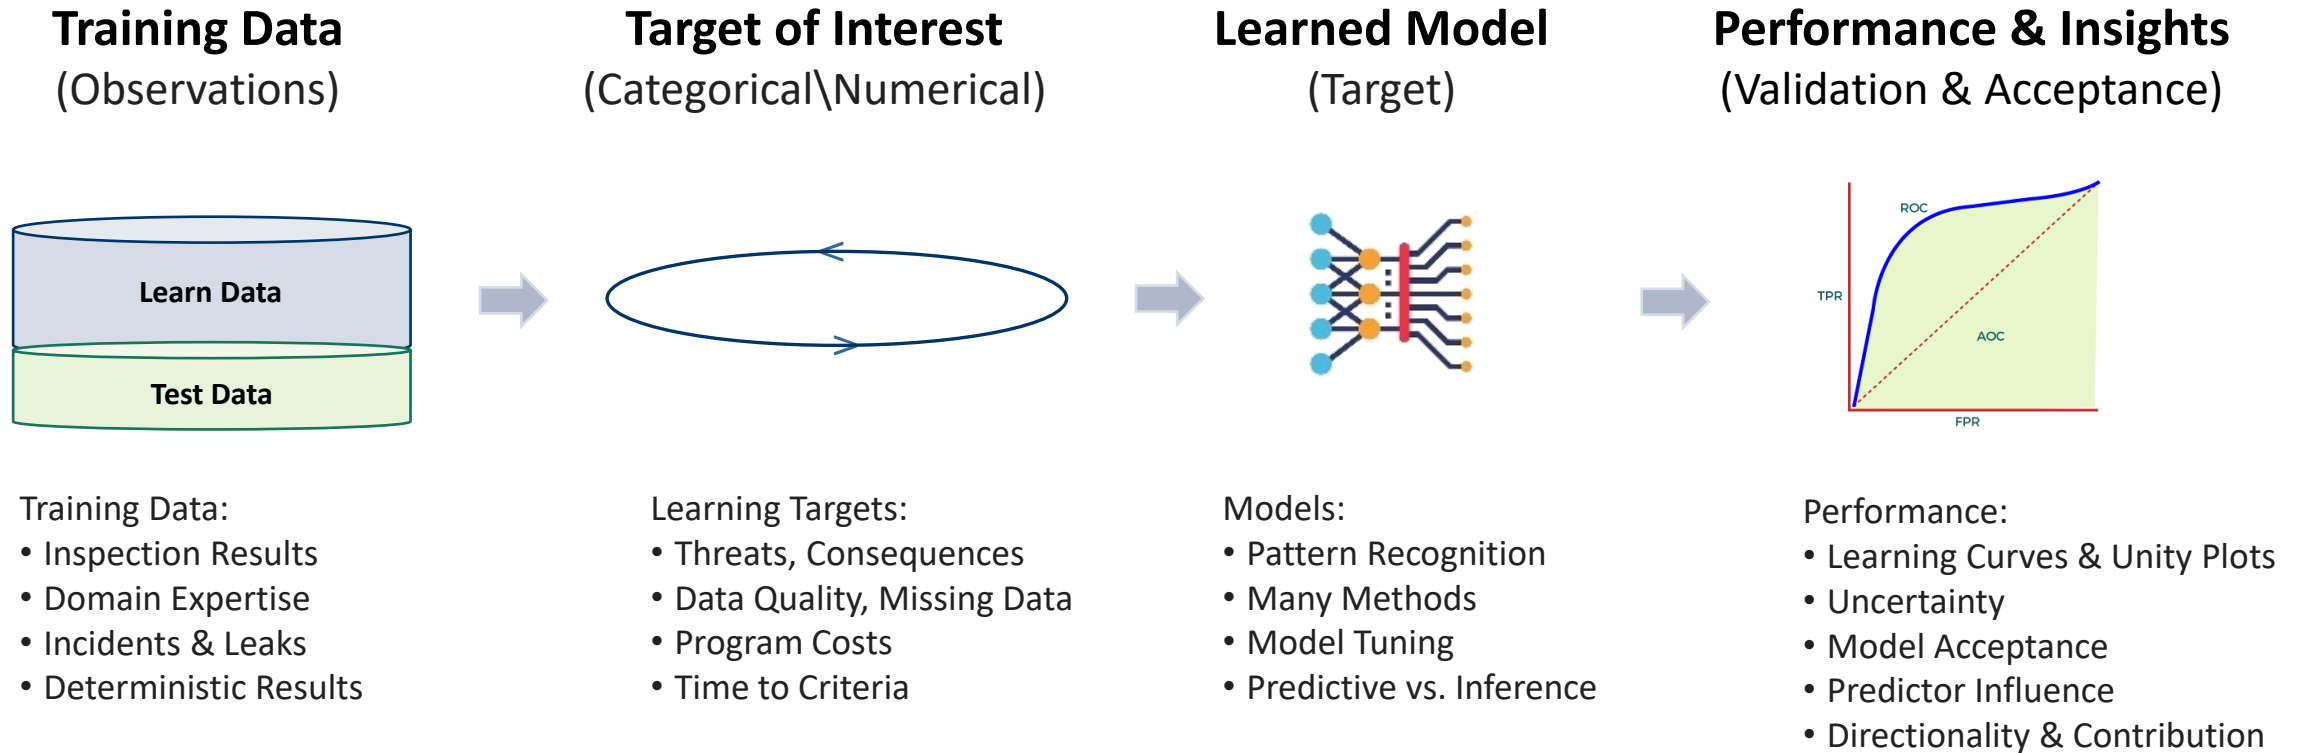 Training Data
(Observations)
Target of Interest
(Categorical\Numerical)
Learned Model
(Target)
Performance & Insights
(Validation & Acceptance)
Learn Data
Test Data
ROC
TPR
AOC
FPR
Training Data:
• Inspection Results
• Domain Expertise
• Incidents & Leaks
• Deterministic Results
Learning Targets:
• Threats, Consequences
• Data Quality, Missing Data
• Program Costs
• Time to Criteria
Models:
• Pattern Recognition
• Many Methods
• Model Tuning
• Predictive vs. Inference
Performance:
• Learning Curves & Unity Plots
• Uncertainty
• Model Acceptance
• Predictor Influence
• Directionality & Contribution